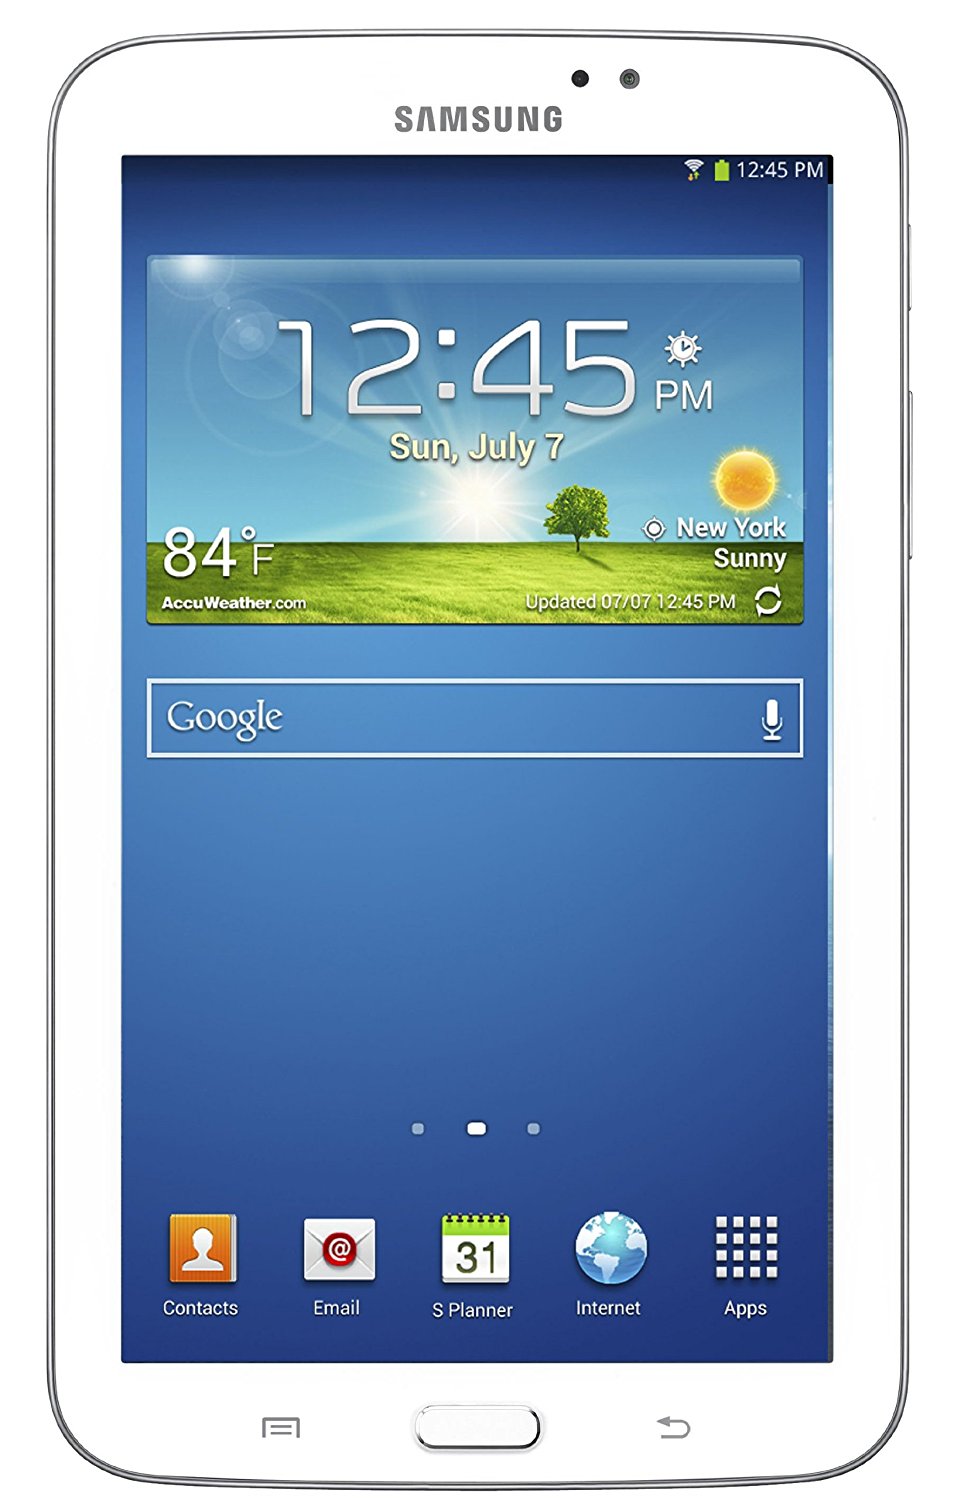 SAMSUNG
12:45 PM
12:45 PM
Sun, July 7
84°F
New York
Sunny
AccuWeather.com
Updated 07/07 12:45 PM
Google
@
31
Contacts
Email
S Planner
Internet
Apps